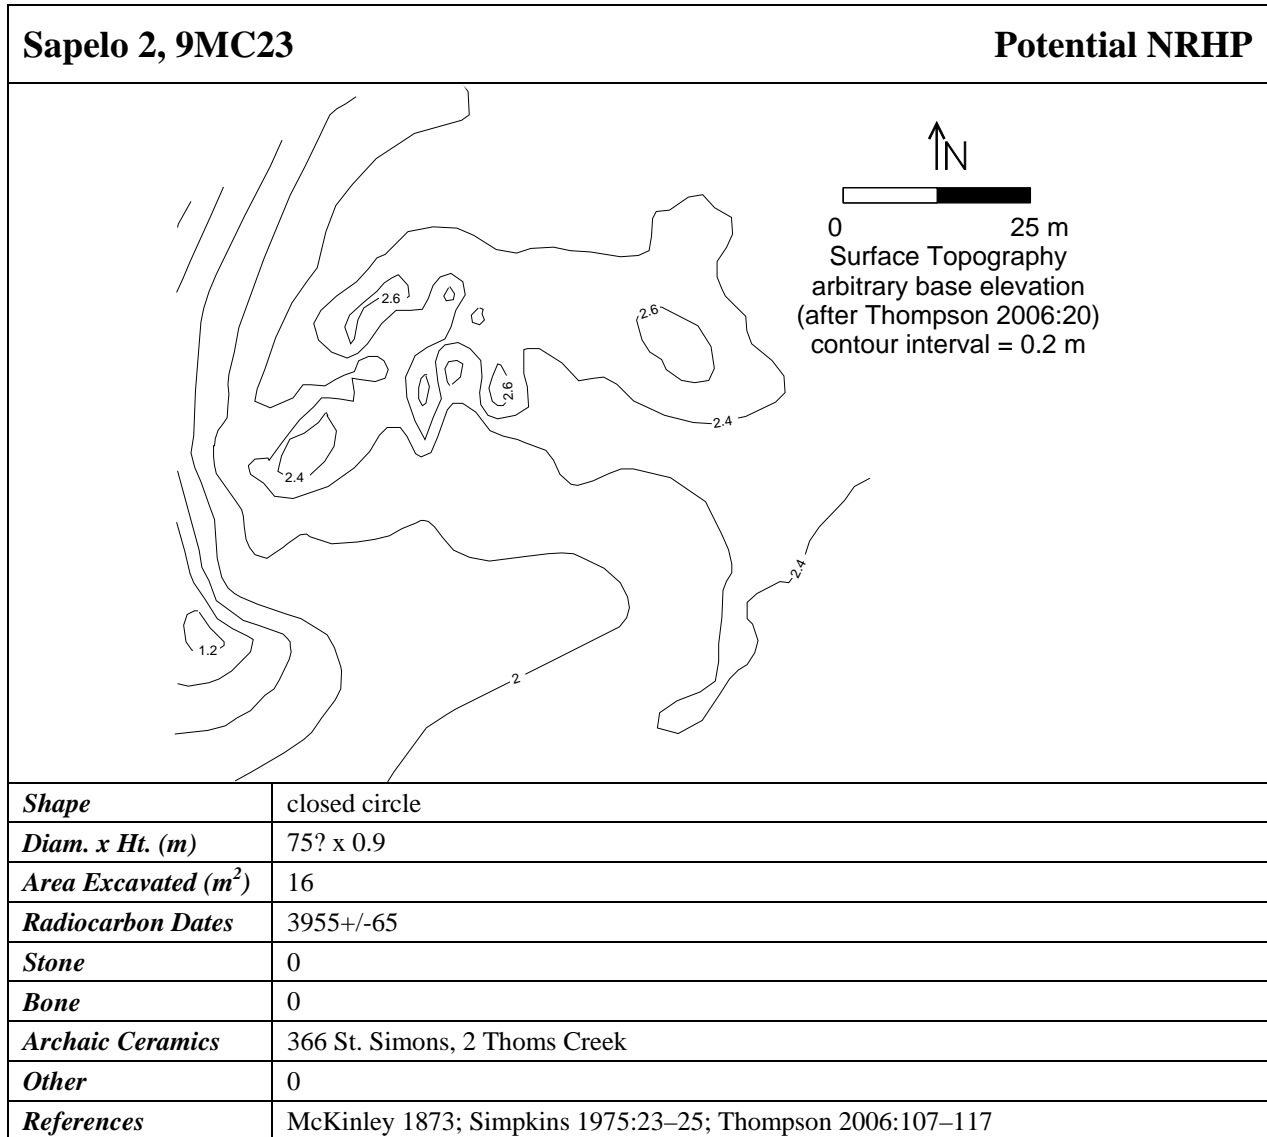 Sapelo 2, 9MC23 Potential NRHP
N
0 25 m
Surface Topography
arbitrary base elevation
(after Thompson 2006:20)
contour interval = 0.2 m
2.6
2.6
2.6
2.4
2.4
2.4
1.2
2
Shape closed circle
Diam. x Ht. (m) 75? x 0.9
Area Excavated (m²) 16
Radiocarbon Dates 3955+/-65
Stone 0
Bone 0
Archaic Ceramics 366 St. Simons, 2 Thoms Creek
Other 0
References McKinley 1873; Simpkins 1975:23–25; Thompson 2006:107–117